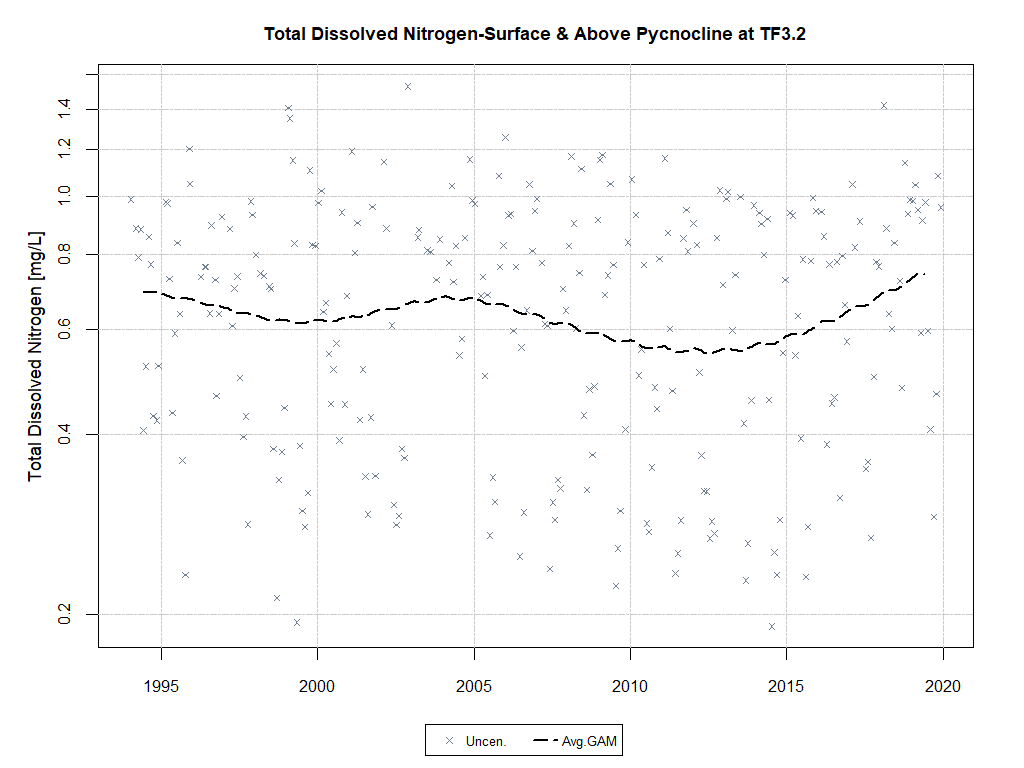 Total Dissolved Nitrogen-Surface & Above Pycnocline at TF3.2
Total Dissolved Nitrogen [mg/L]
1.4
1.2
1.0
0.8
0.6
0.4
0.2
1995 2000 2005 2010 2015 2020
Uncen. Avg.GAM